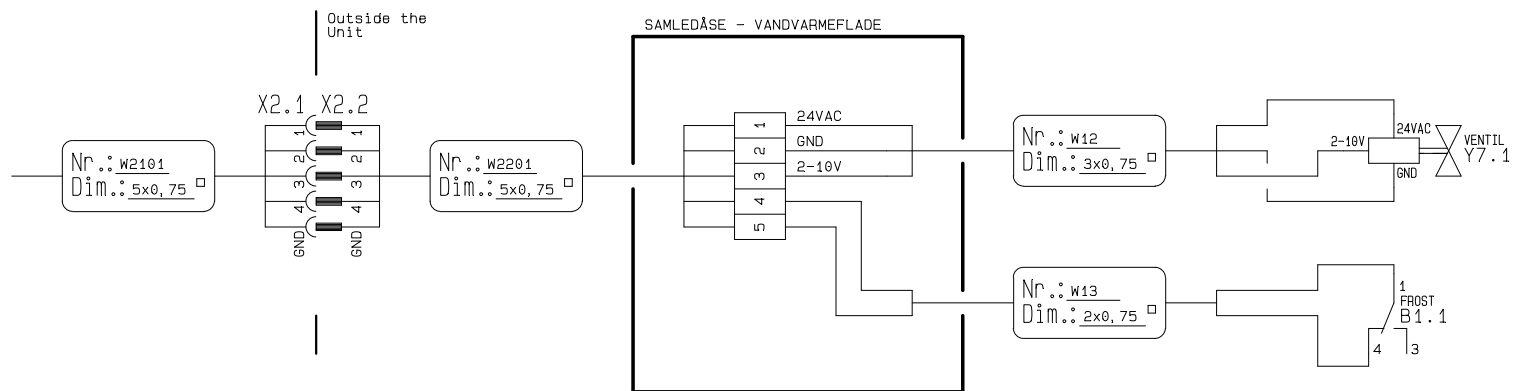 Outside the
Unit
SAMLEDÅSE - VANDVARMEFLADE
X2.1 X2.2
Nr.: W2101
Dim.: 5x0,75
1
2
3
4
GND
1
2
3
4
GND
Nr.: W2201
Dim.: 5x0,75
1
2
3
4
5
24VAC
GND
2-10V
Nr.: W12
Dim.: 3x0,75
2-10V
24VAC
GND
VENTIL
Y7.1
Nr.: W13
Dim.: 2x0,75
1
FROST
B1.1
4
3